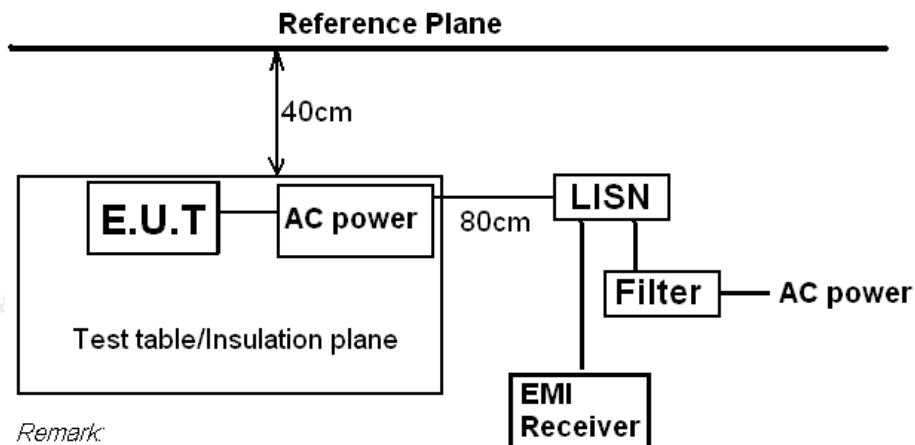 Reference Plane
40cm
E.U.T
AC power
80cm
LISN
Filter
AC power
Test table/Insulation plane
EMI
Receiver
Remark: